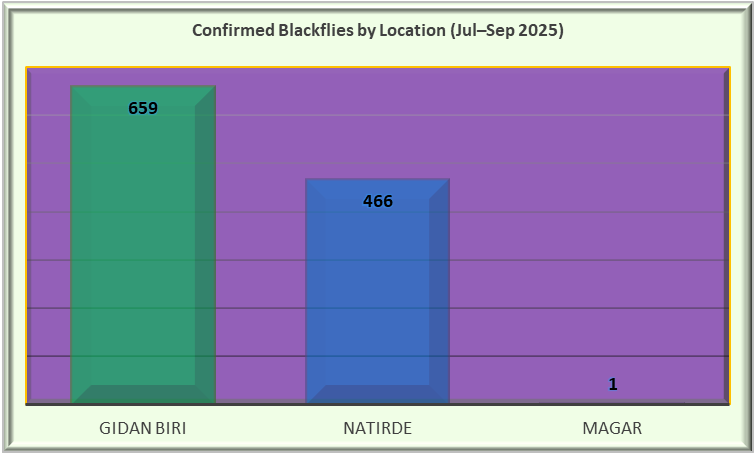 Confirmed Blackflies by Location (Jul–Sep 2025)
659
466
1
GIDAN BIRI
NATIRDE
MAGAR